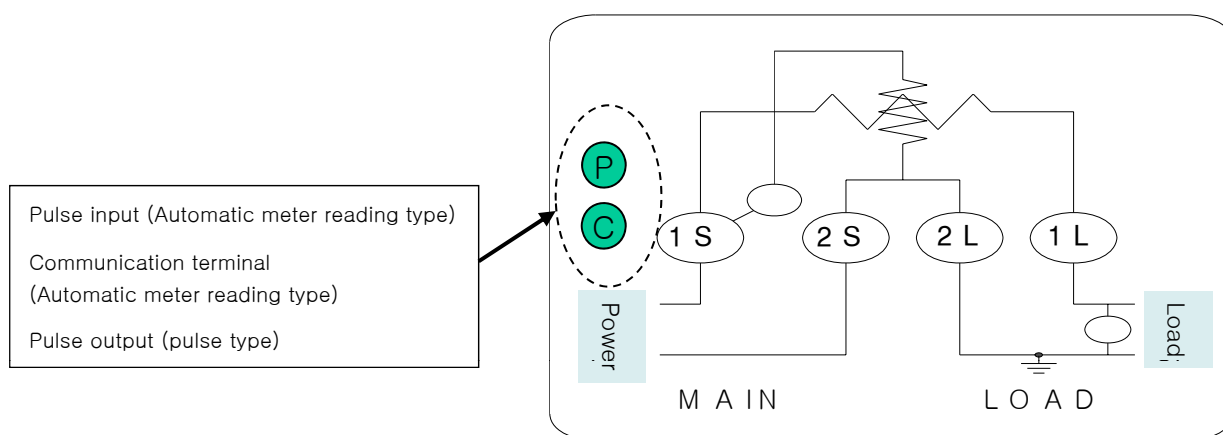 Pulse input (Automatic meter reading type)
Communication terminal
(Automatic meter reading type)
Pulse output (pulse type)
P
C
1 S
2 S
2 L
1 L
Power
Load
M A I N
L O A D